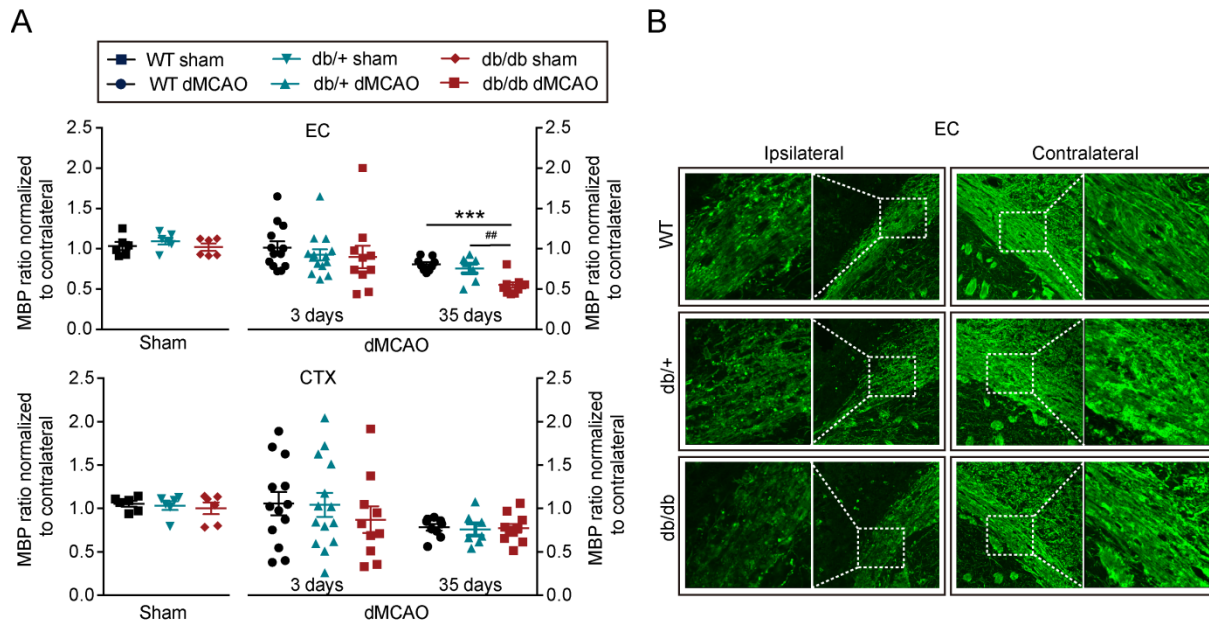 A
WT sham
db/+ sham
db/db sham
WT dMCAO
db/+ dMCAO
db/db dMCAO
EC
MBP ratio normalized
to contralateral
2.5
2.0
1.5
1.0
0.5
0.0
***
##
3 days
35 days
2.5
2.0
1.5
1.0
0.5
0.0
MBP ratio normalized
to contralateral
Sham
dMCAO
CTX
MBP ratio normalized
to contralateral
2.5
2.0
1.5
1.0
0.5
0.0
3 days
35 days
2.5
2.0
1.5
1.0
0.5
0.0
MBP ratio normalized
to contralateral
Sham
dMCAO
B
EC
Ipsilateral
Contralateral
WT
db/+
db/db